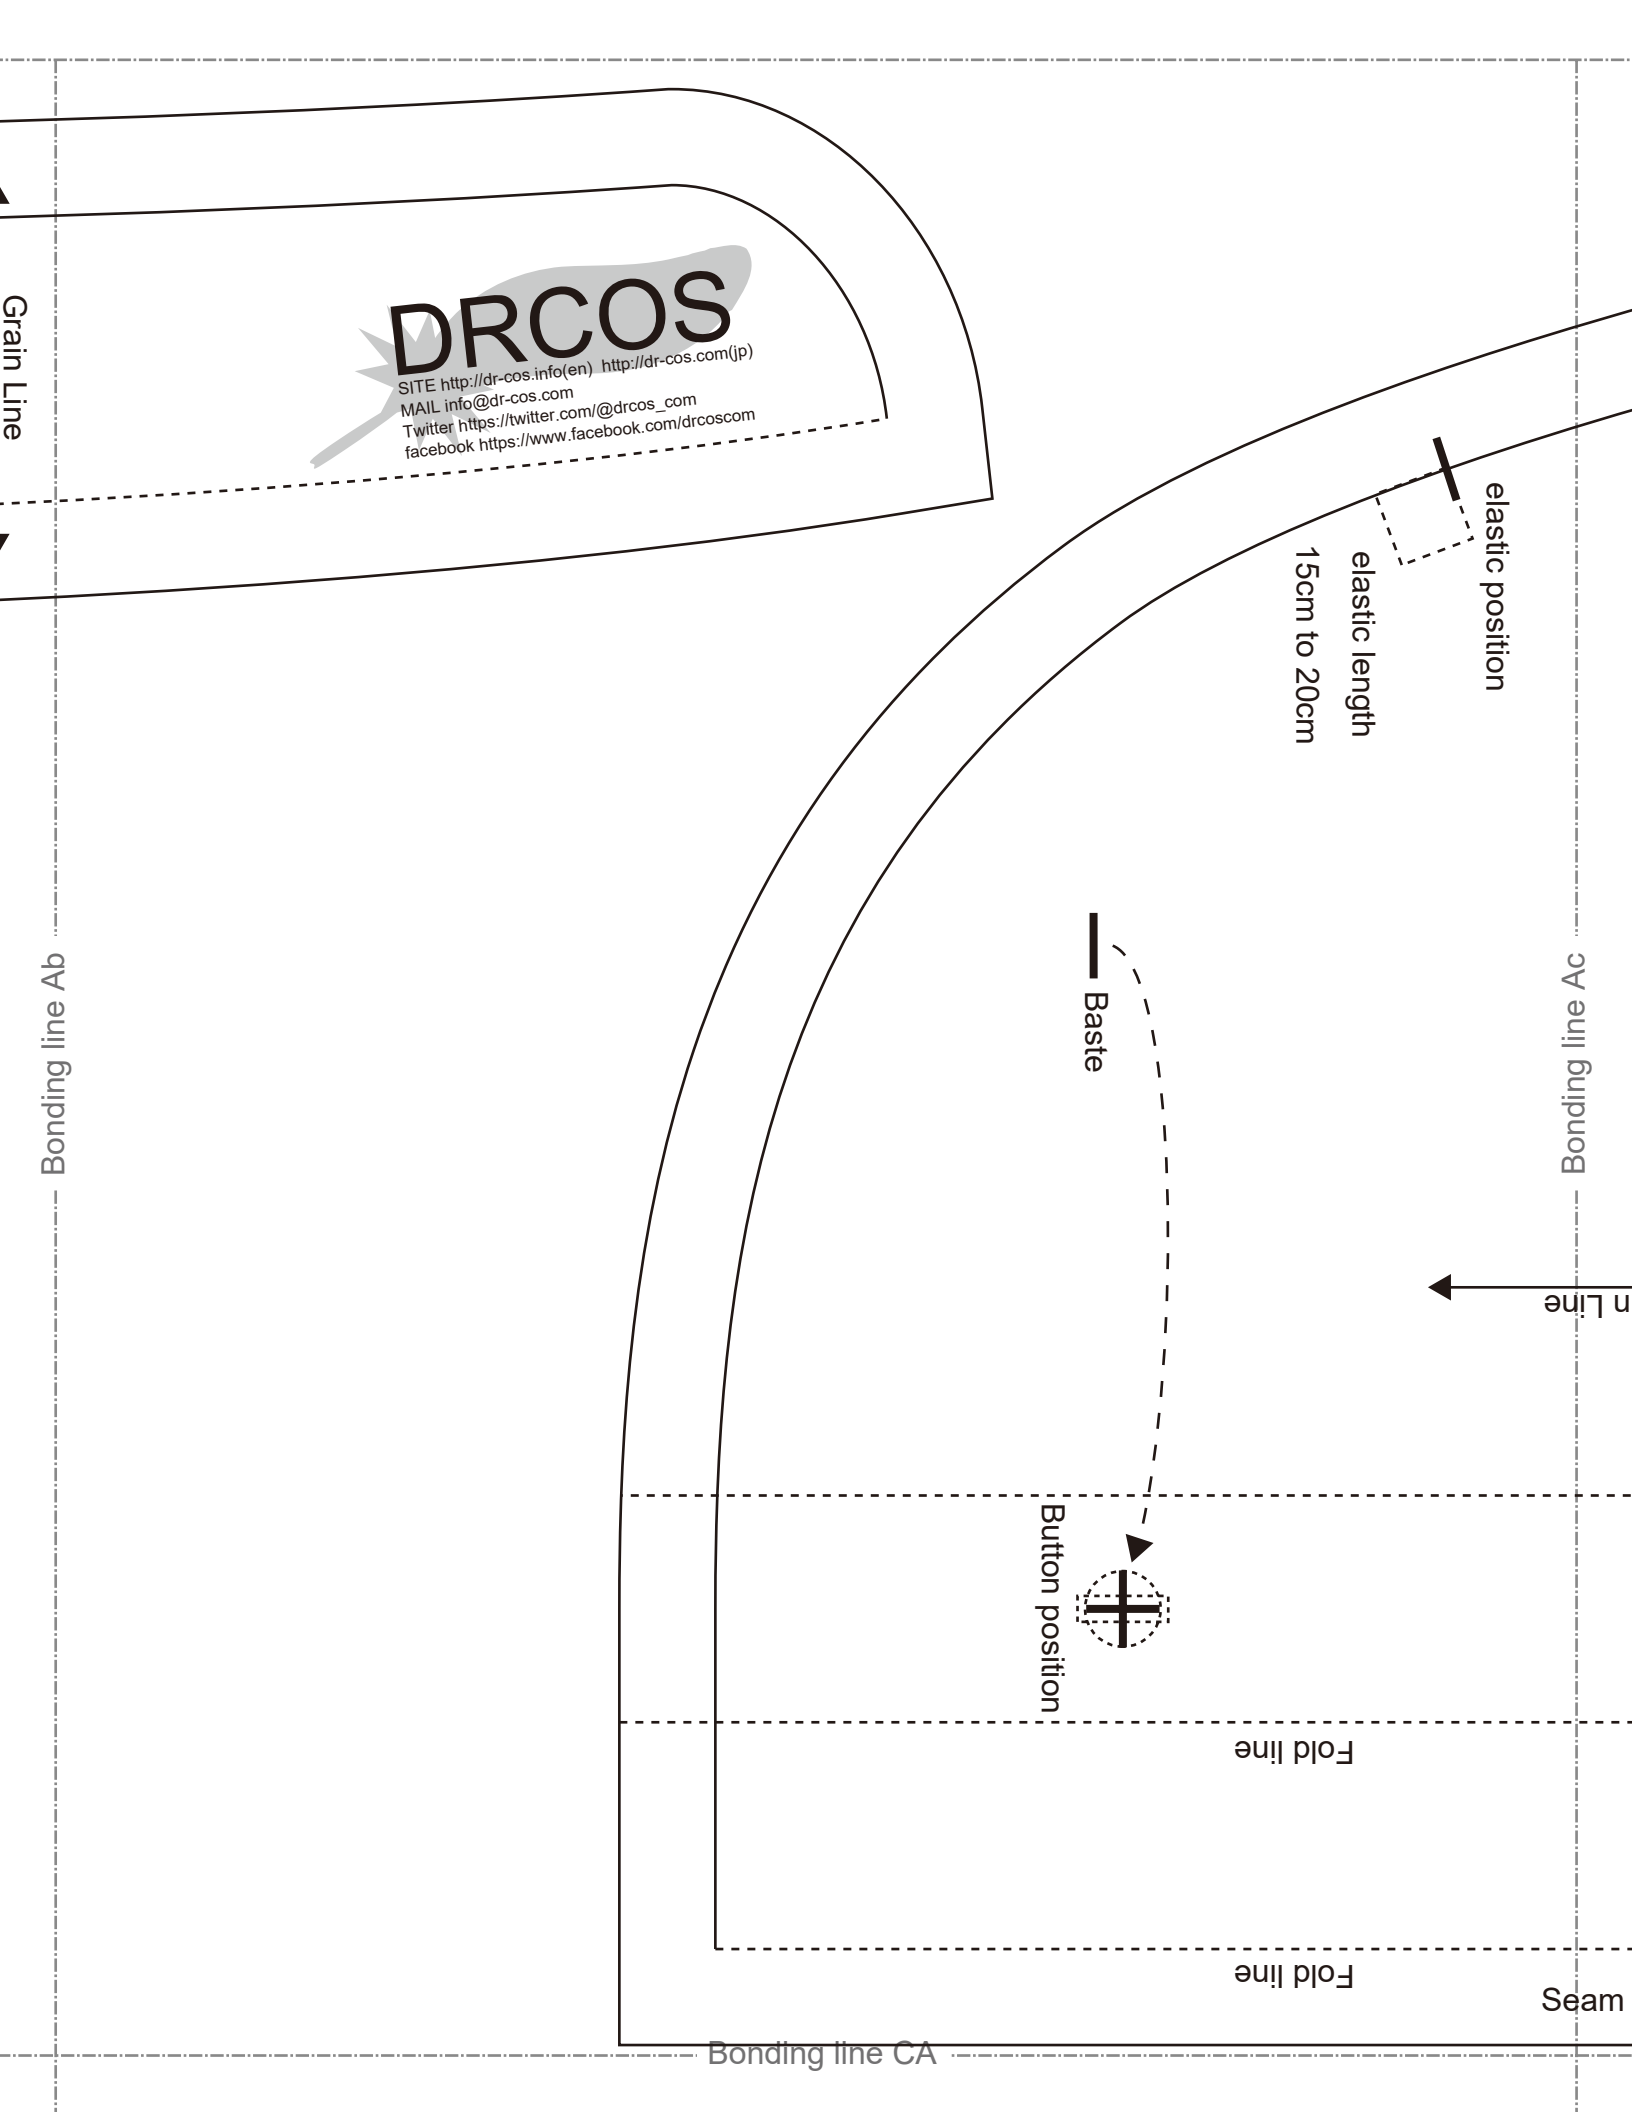 Grain Line
DRCOS
SITE http://dr-cos.info(en)  http://dr-cos.com(jp)
MAIL info@dr-cos.com
Twitter https://twitter.com/@drcos_com
facebook https://www.facebook.com/drcoscom
elastic position
elastic length
15cm to 20cm
Bonding line Ab
Baste
Bonding line Ac
n Line
Button position
Fold line
Fold line
Seam
Bonding line CA